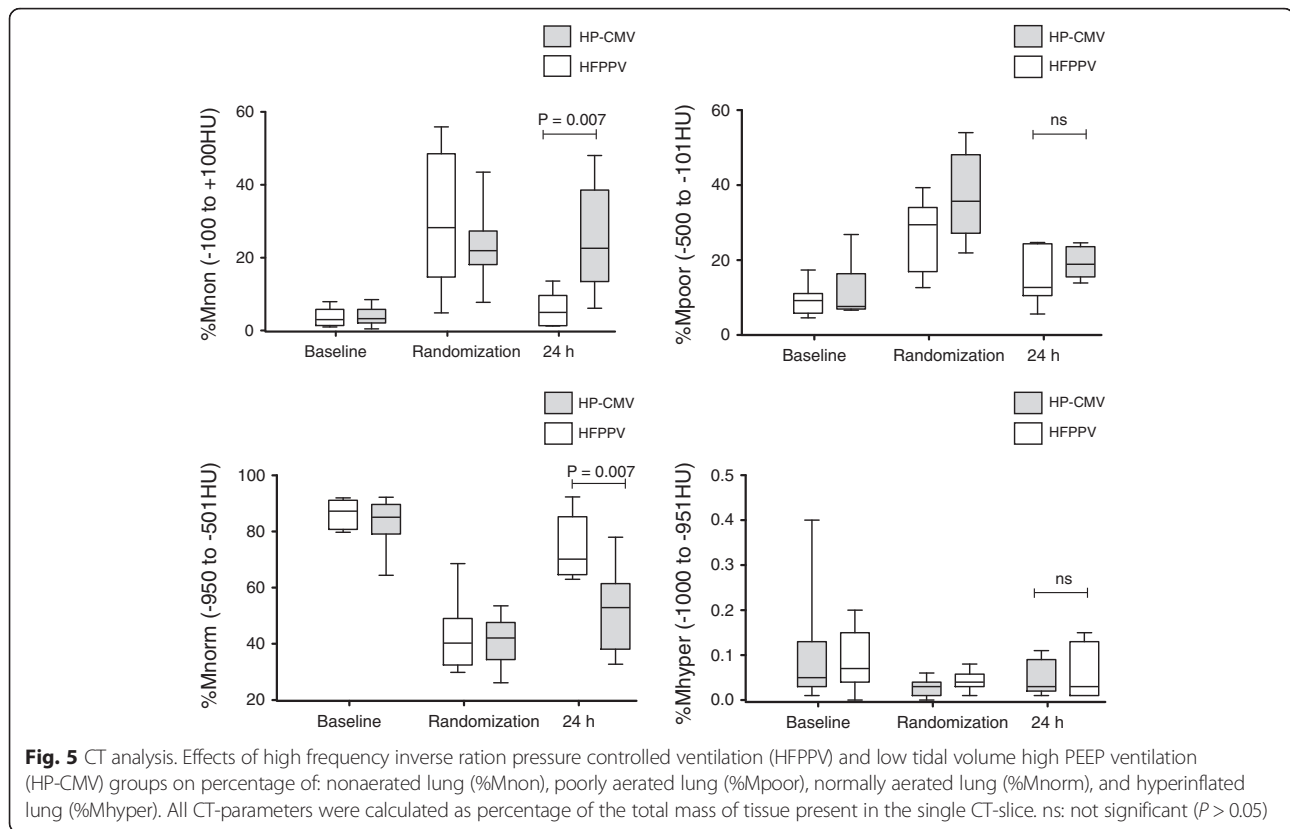 HP-CMV
HFPPV
%Mnon (-100 to +100HU)
60
40
20
0
P = 0.007
Baseline
Randomization
24 h
HP-CMV
HFPPV
%Mpoor (-500 to -101HU)
60
40
20
0
ns
Baseline
Randomization
24 h
HP-CMV
HFPPV
%Mnorm (-950 to -501HU)
100
80
60
40
20
P = 0.007
Baseline
Randomization
24 h
HP-CMV
HFPPV
%Mhyper (-1000 to -951HU)
0.5
0.4
0.3
0.2
0.1
0.0
ns
Baseline
Randomization
24 h
Fig. 5 CT analysis. Effects of high frequency inverse ration pressure controlled ventilation (HFPPV) and low tidal volume high PEEP ventilation
(HP-CMV) groups on percentage of: nonaerated lung (%Mnon), poorly aerated lung (%Mpoor), normally aerated lung (%Mnorm), and hyperinflated
lung (%Mhyper). All CT-parameters were calculated as percentage of the total mass of tissue present in the single CT-slice. ns: not significant (P > 0.05)